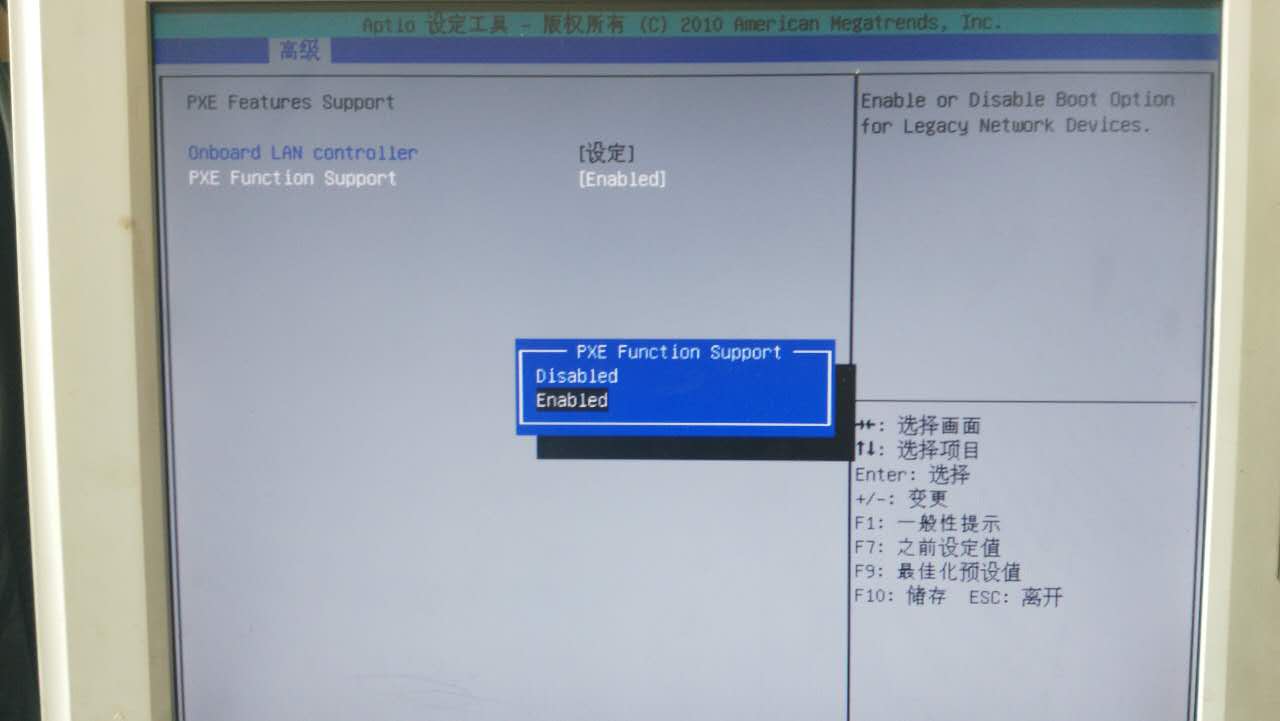 Aptio 设定工具 - 版权所有 (C) 2010 American Megatrends, Inc.
高级
PXE Features Support
Onboard LAN controller [设定]
PXE Function Support [Enabled]
Enable or Disable Boot Option
for Legacy Network Devices.
PXE Function Support
Disabled
Enabled
→←: 选择画面
↑↓: 选择项目
Enter: 选择
+/-: 变更
F1: 一般性提示
F7: 之前设定值
F9: 最佳化预设值
F10: 储存 ESC: 离开